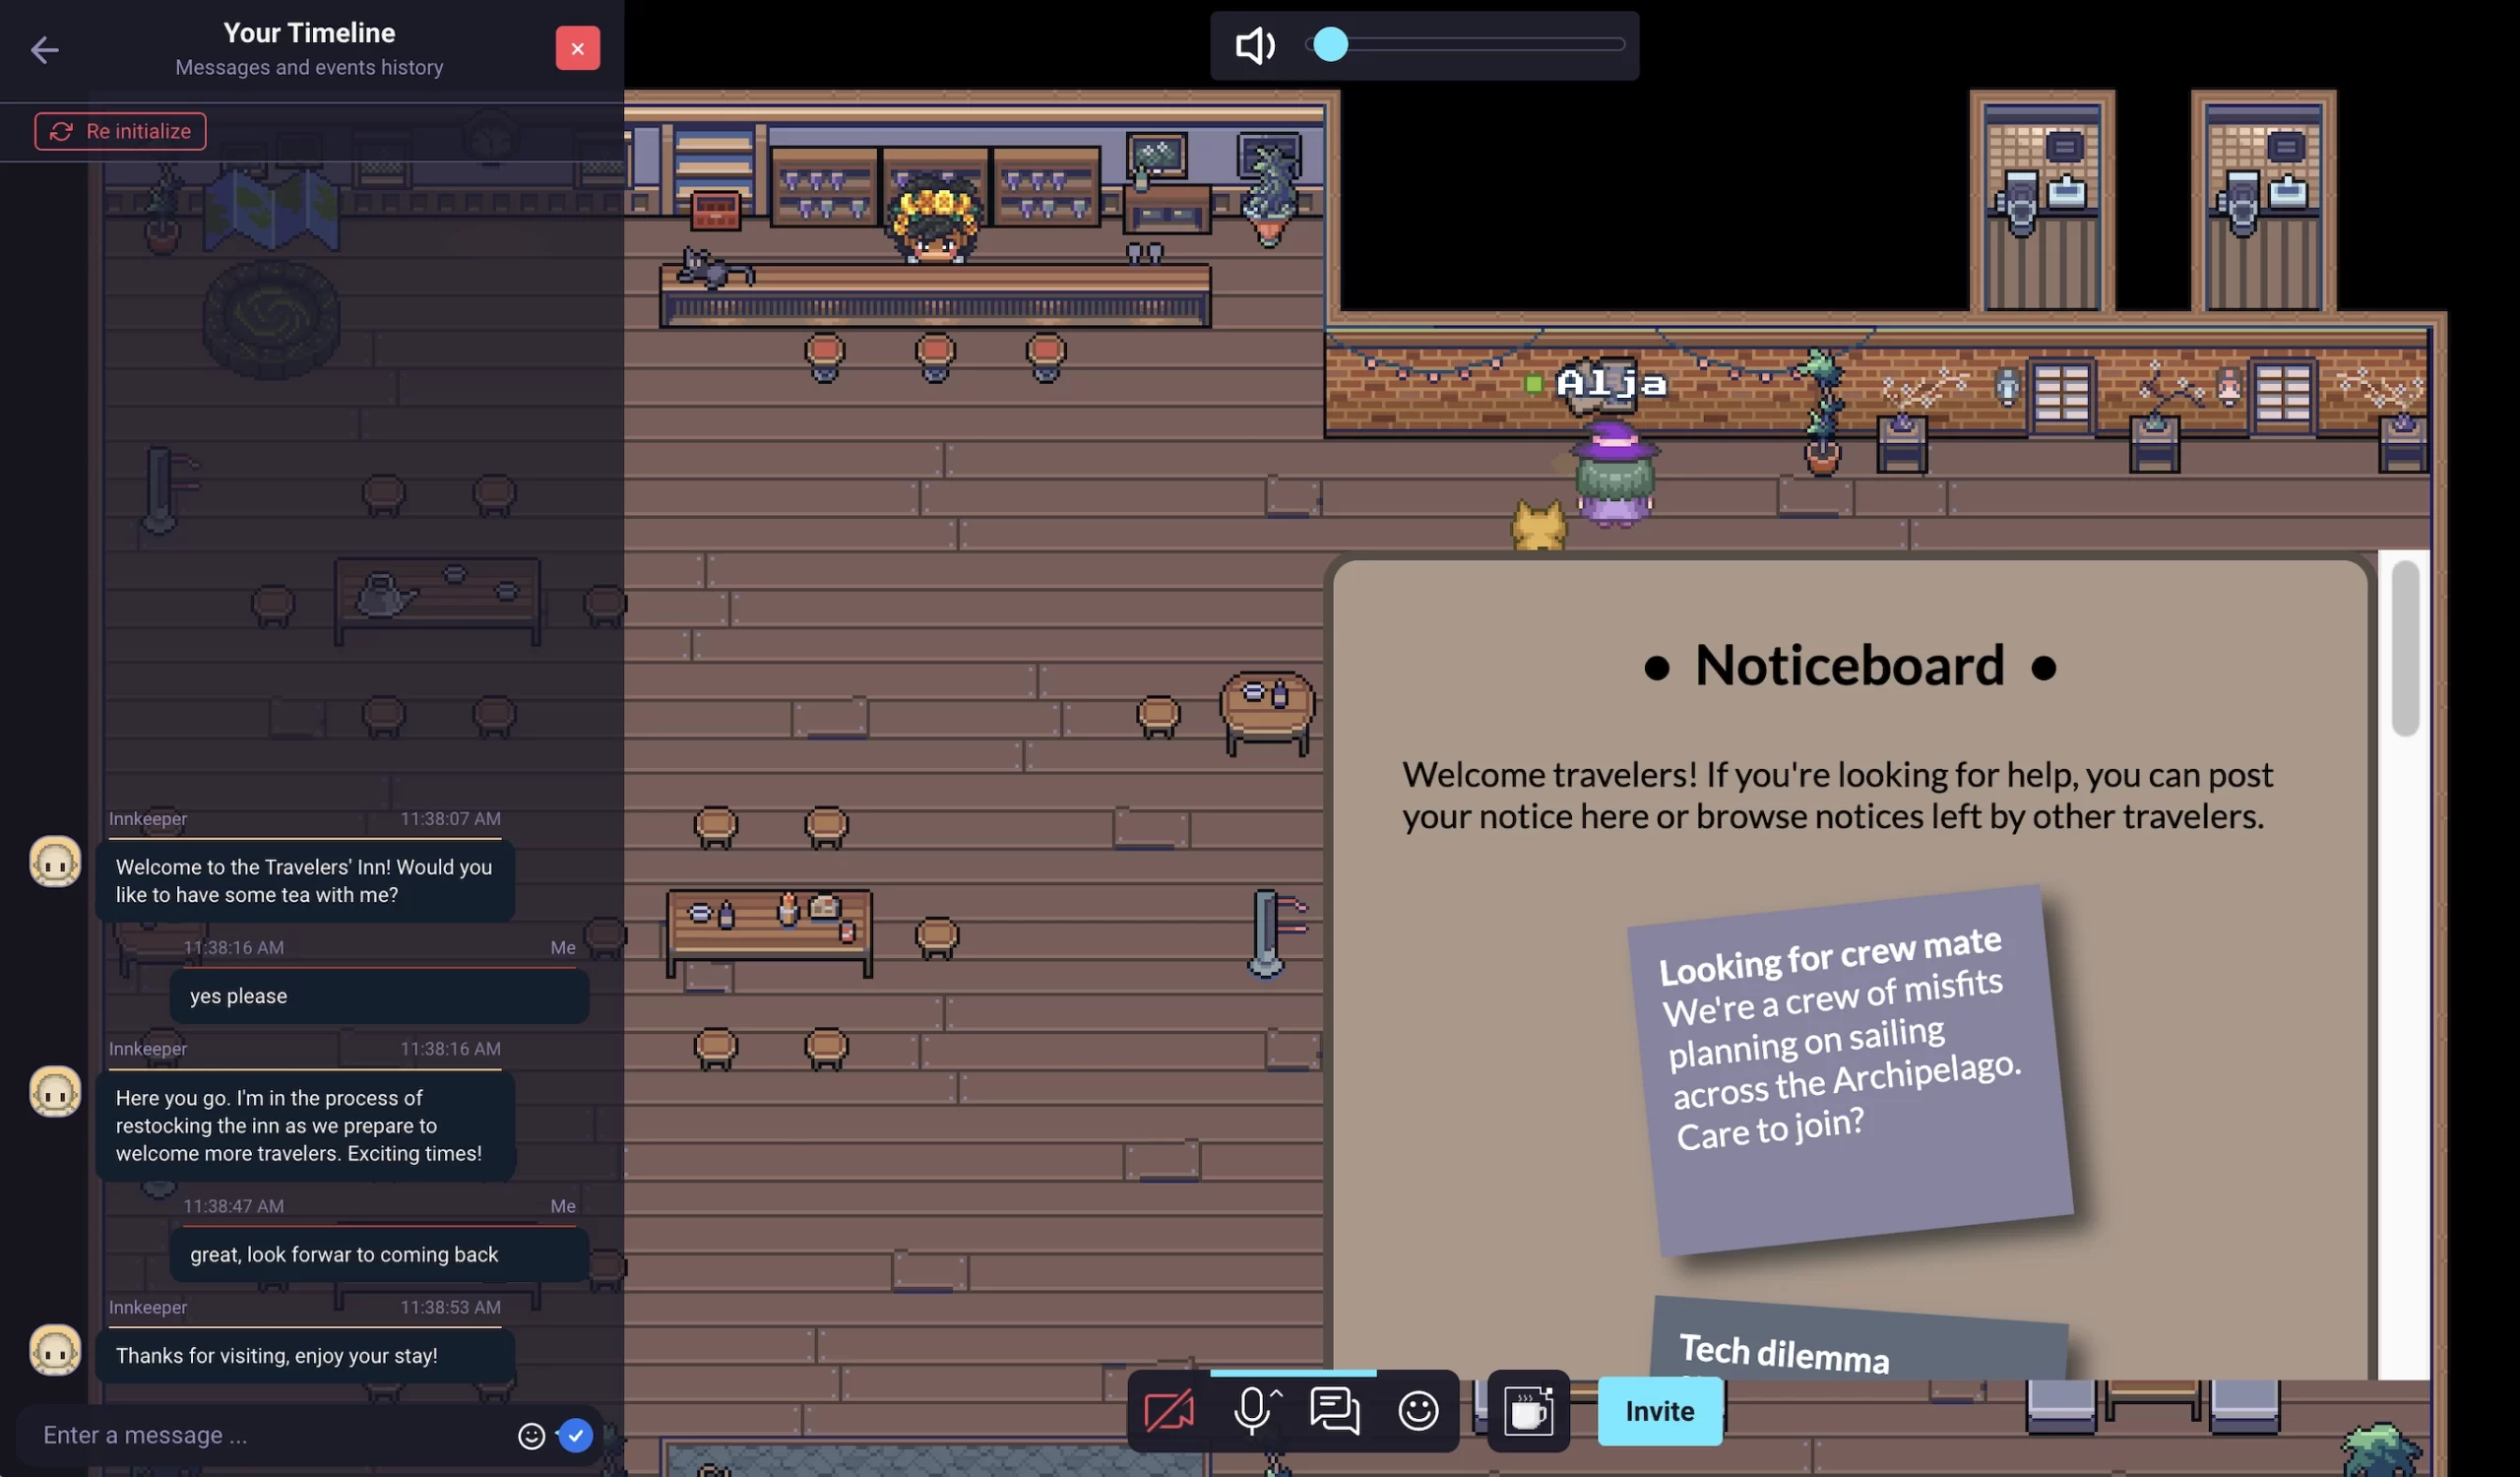 Your Timeline
Messages and events history
Re initialize
Innkeeper 11:38:07 AM
Welcome to the Travelers' Inn! Would you
like to have some tea with me?
11:38:16 AM Me
yes please
Innkeeper 11:38:16 AM
Here you go. I'm in the process of
restocking the inn as we prepare to
welcome more travelers. Exciting times!
11:38:47 AM Me
great, look forwar to coming back
Innkeeper 11:38:53 AM
Thanks for visiting, enjoy your stay!
Enter a message ...
Alja
• Noticeboard •
Welcome travelers! If you're looking for help, you can post
your notice here or browse notices left by other travelers.
Looking for crew mate
We're a crew of misfits
planning on sailing
across the Archipelago.
Care to join?
Tech dilemma
Invite